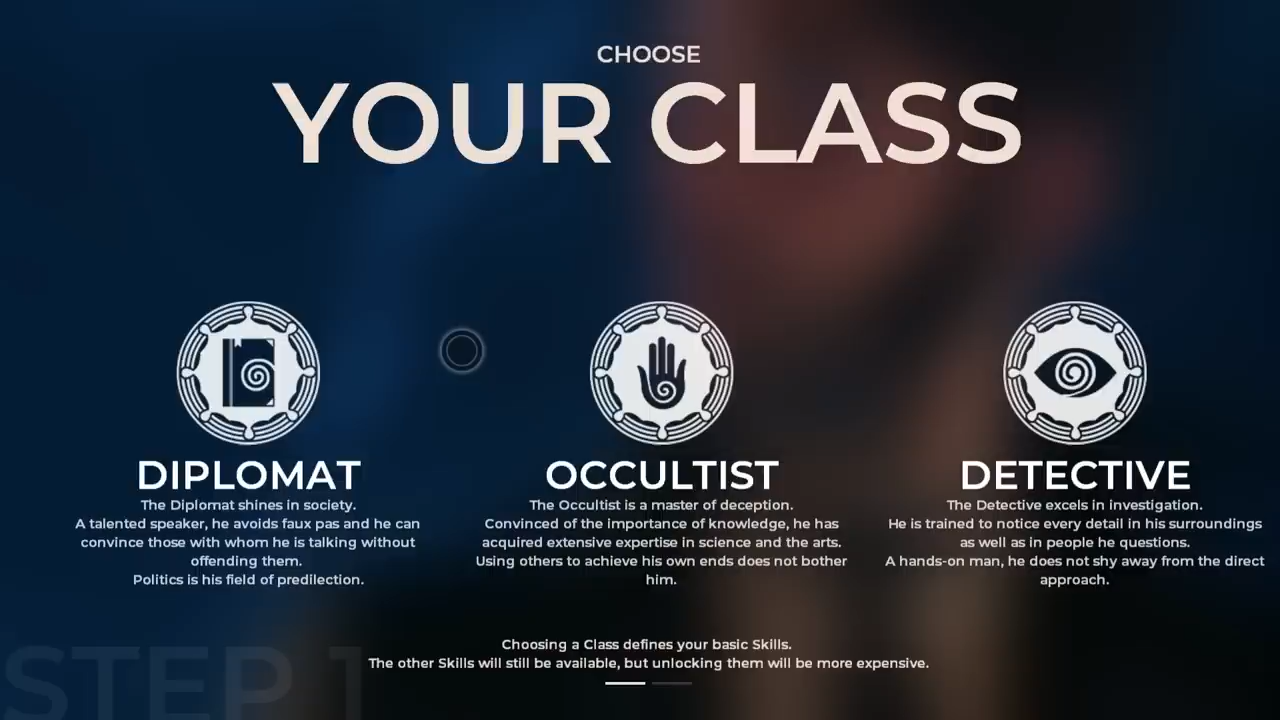 CHOOSE
YOUR CLASS
DIPLOMAT
The Diplomat shines in society.
A talented speaker, he avoids faux pas and he can
convince those with whom he is talking without
offending them.
Politics is his field of predilection.
OCCULTIST
The Occultist is a master of deception.
Convinced of the importance of knowledge, he has
acquired extensive expertise in science and the arts.
Using others to achieve his own ends does not bother
him.
DETECTIVE
The Detective excels in investigation.
He is trained to notice every detail in his surroundings
as well as in people he questions.
A hands-on man, he does not shy away from the direct
approach.
Choosing a Class defines your basic Skills.
The other Skills will still be available, but unlocking them will be more expensive.
STEP 1